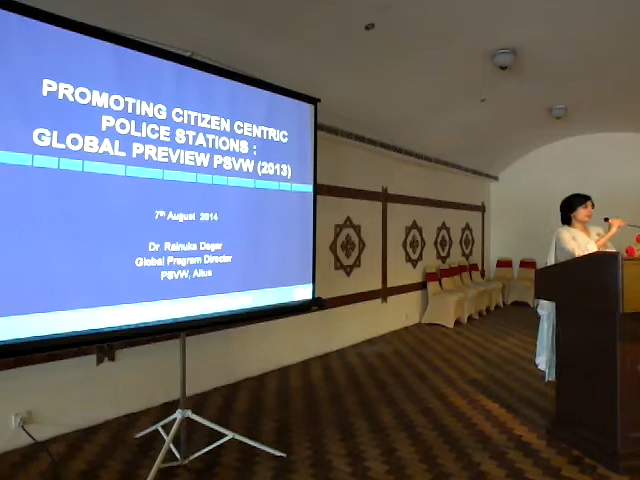 PROMOTING CITIZEN CENTRIC
POLICE STATIONS :
GLOBAL PREVIEW PSVW (2013)
7th August 2014
Dr Rainuka Dagar
Global Program Director
PSVW, Altus